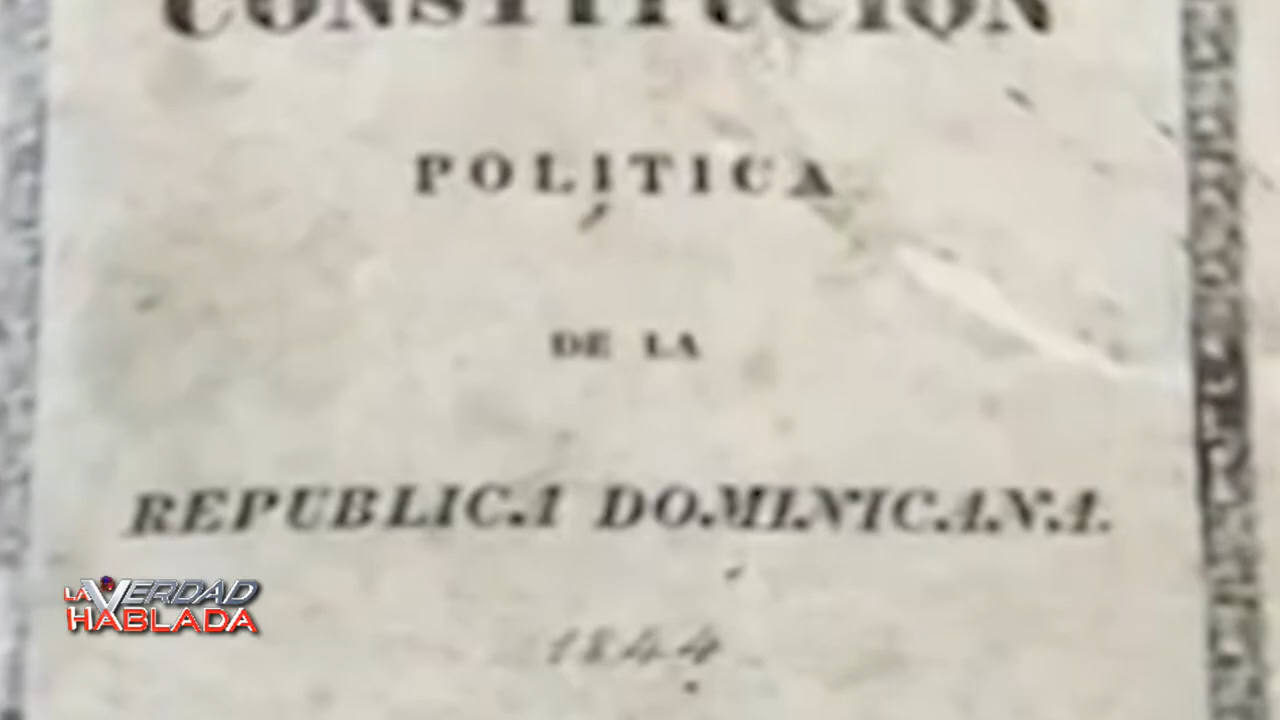 CONSTITUCION
POLITICA
DE LA
REPUBLICA DOMINICANA.
1844
LA VERDAD
HABLADA